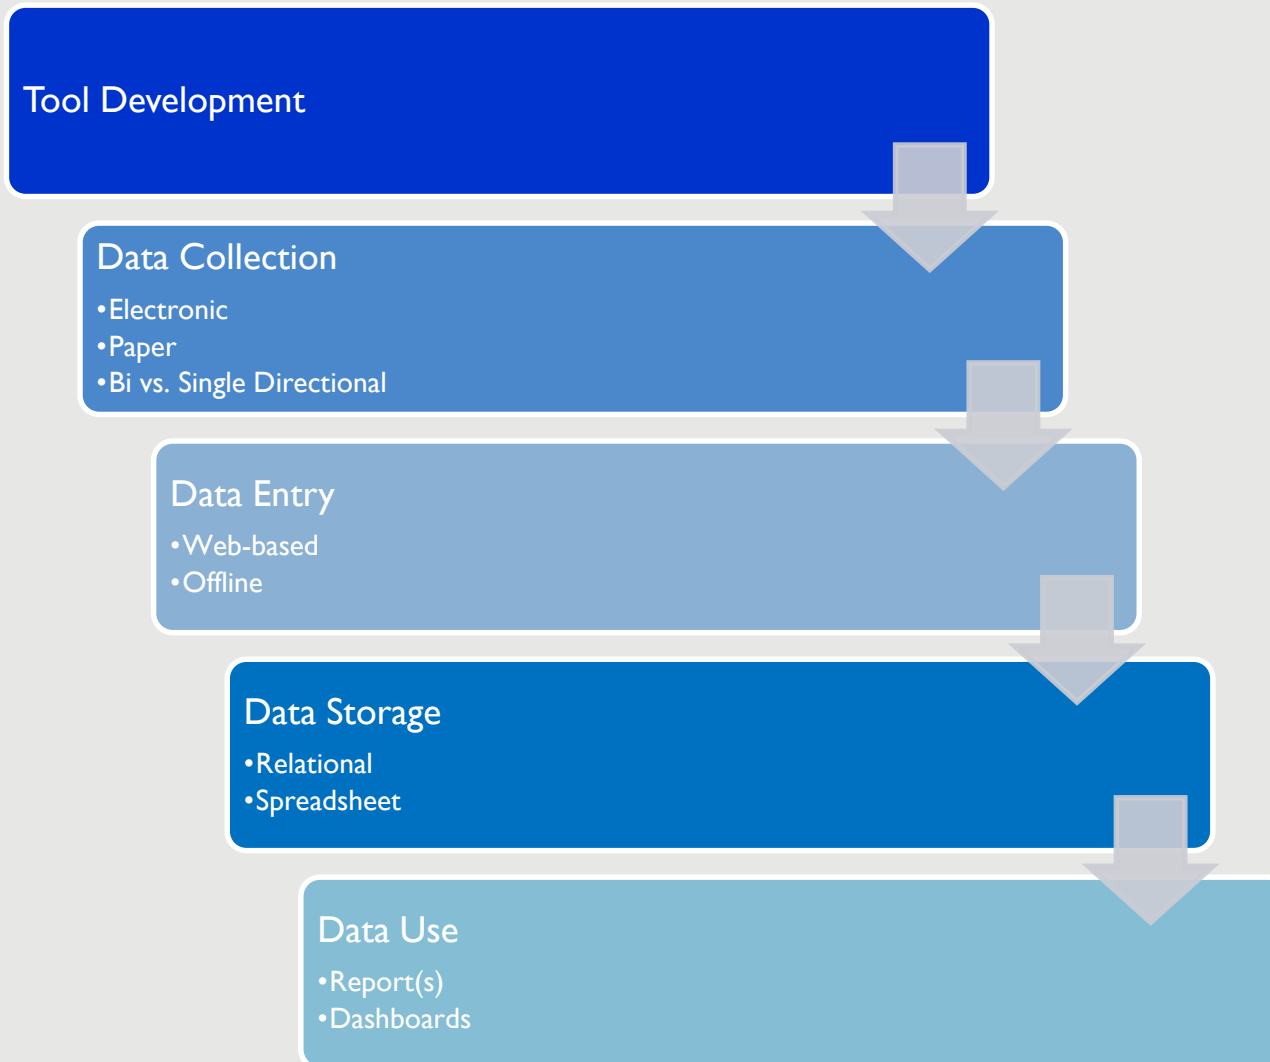 Tool Development
Data Collection
•Electronic
•Paper
•Bi vs. Single Directional
Data Entry
•Web-based
•Offline
Data Storage
•Relational
•Spreadsheet
Data Use
•Report(s)
•Dashboards